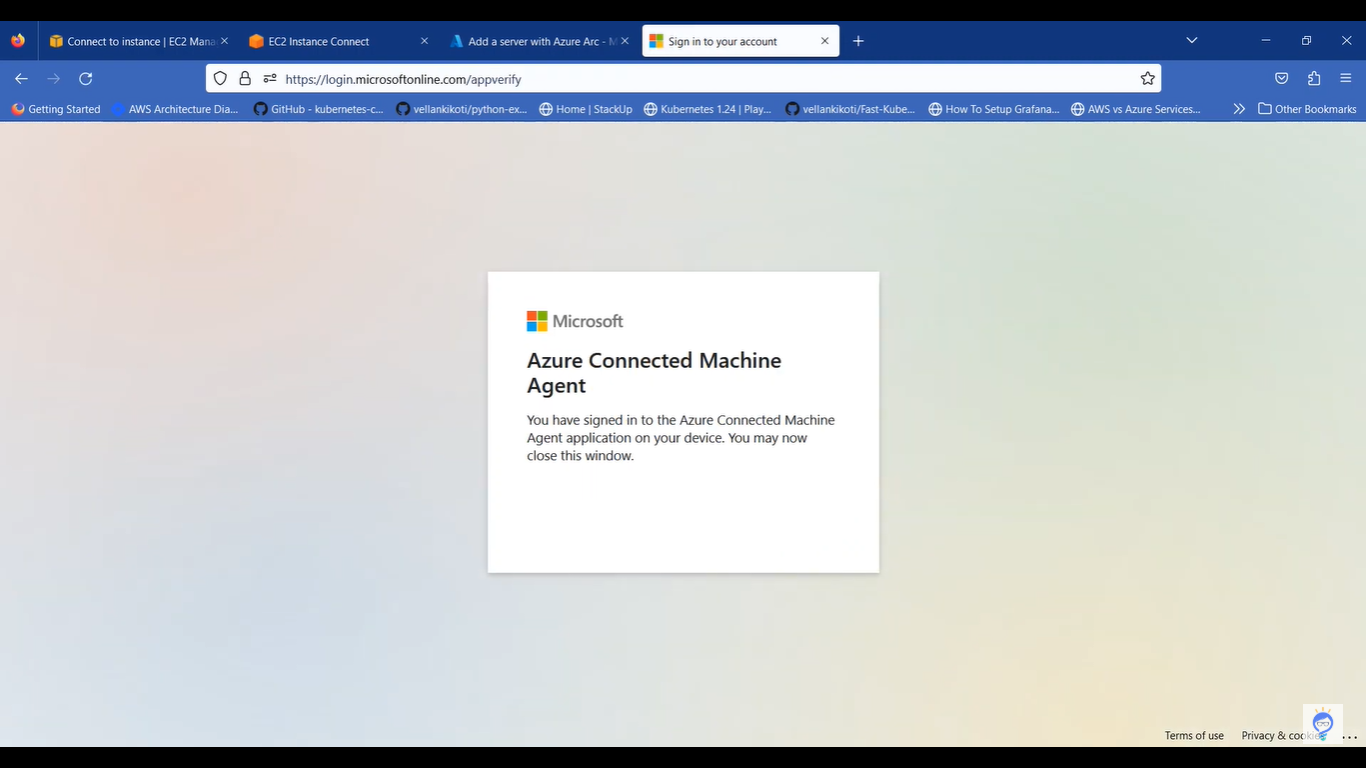 Connect to instance | EC2 Mana
EC2 Instance Connect
Add a server with Azure Arc - M
Sign in to your account
https://login.microsoftonline.com/appverify
Getting Started
AWS Architecture Dia...
GitHub - kubernetes-c...
vellankikoti/python-ex...
Home | StackUp
Kubernetes 1.24 | Play...
vellankikoti/Fast-Kube...
How To Setup Grafana...
AWS vs Azure Services...
Other Bookmarks
Microsoft
Azure Connected Machine
Agent
You have signed in to the Azure Connected Machine
Agent application on your device. You may now
close this window.
Terms of use
Privacy &
...